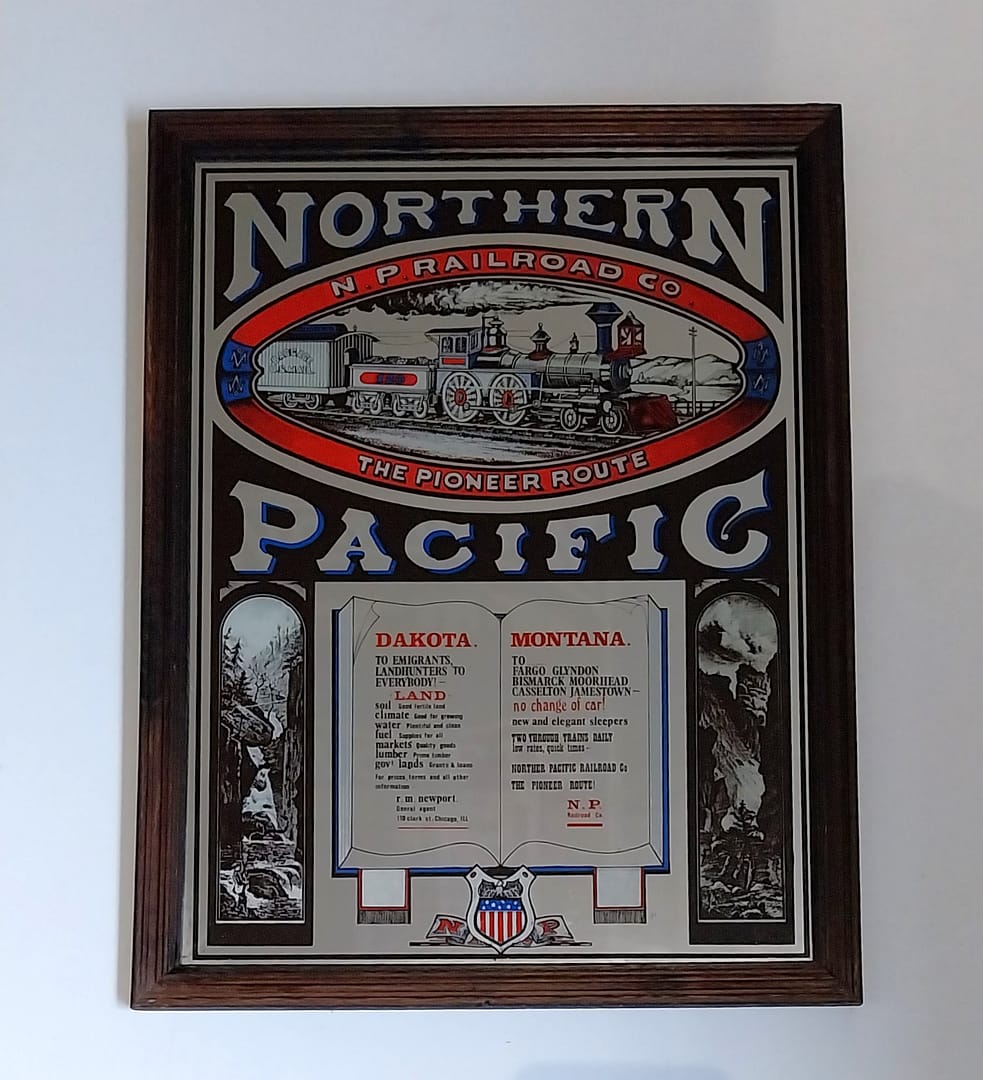 NORTHERN
N.P. RAILROAD CO.
THE PIONEER ROUTE
PACIFIC
DAKOTA.
TO EMIGRANTS,
LANDHUNTERS TO
EVERYBODY! –
LAND
soil Good fertile land
climate Good for growing
water Plentiful and clean
fuel Supplies for all
markets Quality goods
lumber Prime lumber
gov! lands Grants & loans
For prices, terms and all other
information
r. m. newport.
General agent
110 clark st. Chicago, ILL
MONTANA.
TO
FARGO GLYNDON
BISMARCK MOORHEAD
CASSELTON JAMESTOWN –
no change of car!
new and elegant sleepers
TWO THROUGH TRAINS DAILY
low rates, quick times –
NORTHER PACIFIC RAILROAD Co
THE PIONEER ROUTE!
N. P.
Railroad Co.
N P